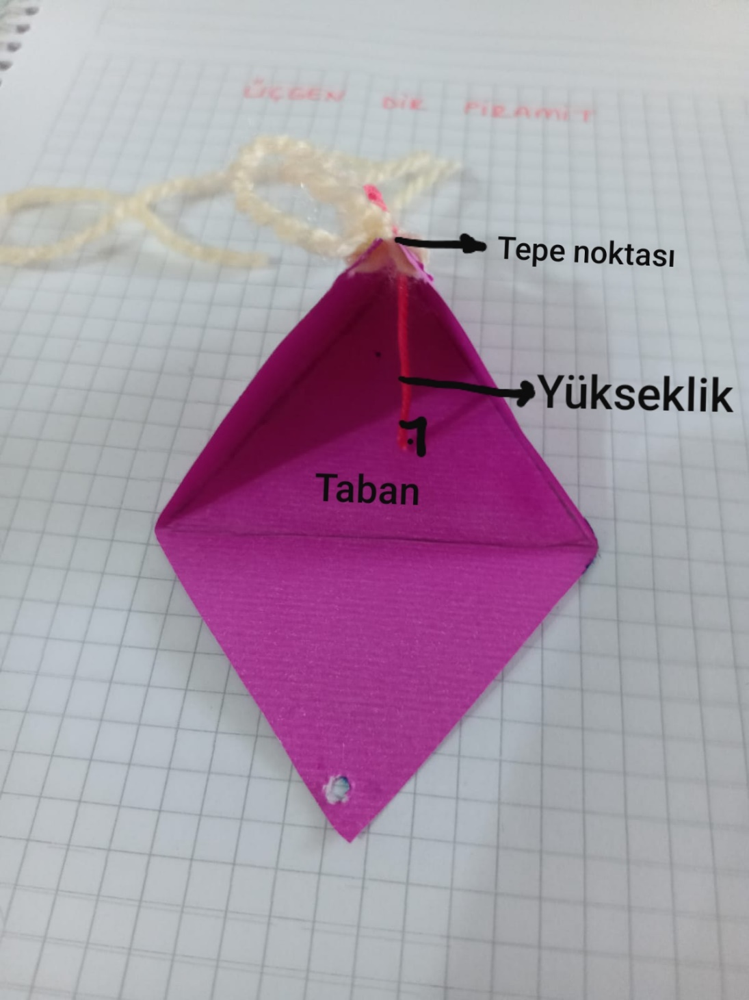 ÜÇGEN DİK PİRAMİT
Tepe noktası
Yükseklik
Taban